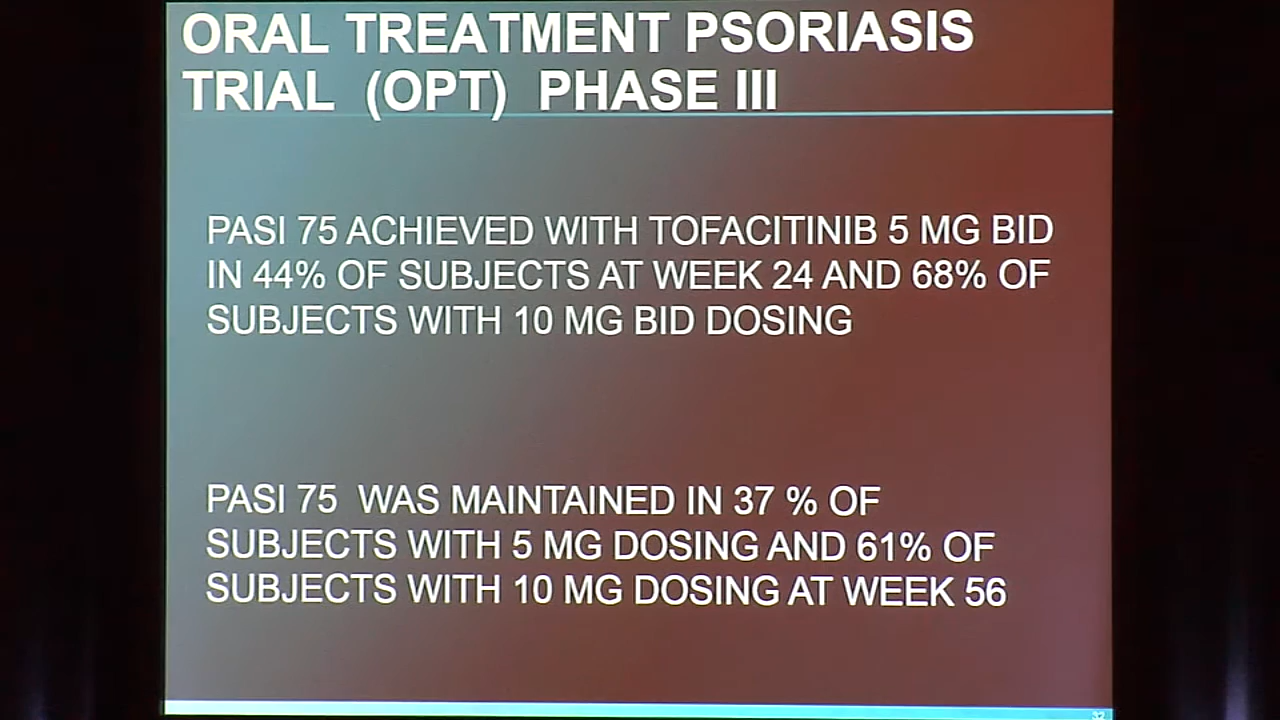 ORAL TREATMENT PSORIASIS
TRIAL (OPT) PHASE III
PASI 75 ACHIEVED WITH TOFACITINIB 5 MG BID
IN 44% OF SUBJECTS AT WEEK 24 AND 68% OF
SUBJECTS WITH 10 MG BID DOSING
PASI 75 WAS MAINTAINED IN 37 % OF
SUBJECTS WITH 5 MG DOSING AND 61% OF
SUBJECTS WITH 10 MG DOSING AT WEEK 56
32